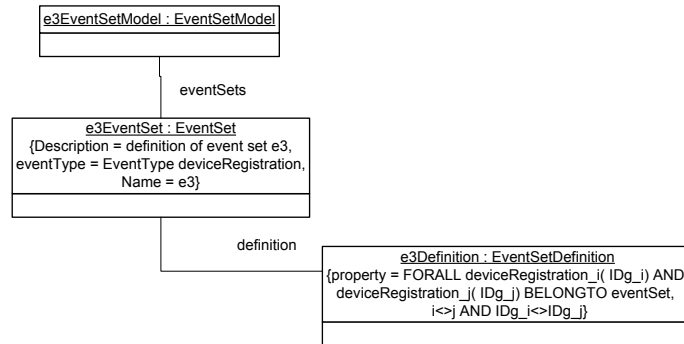 e3EventSetModel : EventSetModel
eventSets
e3EventSet : EventSet
{Description = definition of event set e3,
eventType = EventType deviceRegistration,
Name = e3}
definition
e3Definition : EventSetDefinition
{property = FORALL deviceRegistration_i( IDg_i) AND
deviceRegistration_j( IDg_j) BELONGTO eventSet,
i<>j AND IDg_i<>IDg_j}